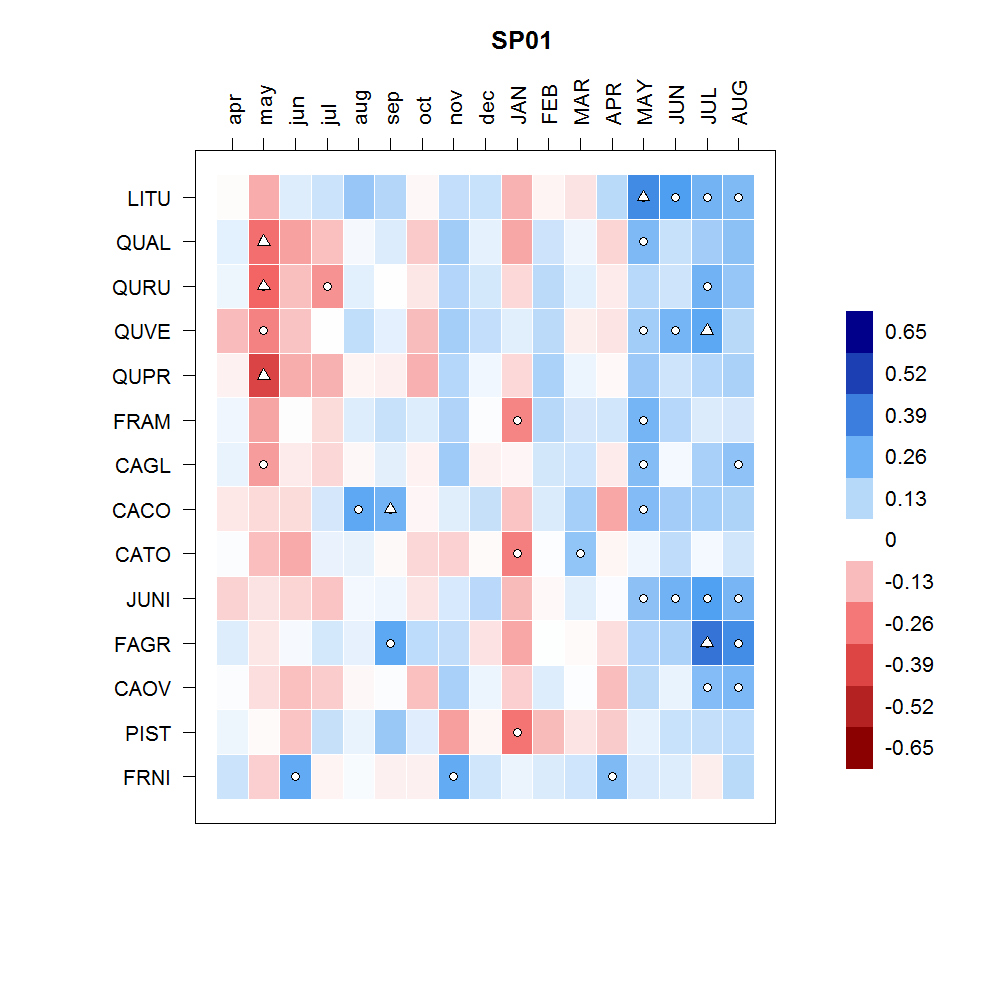 SP01
apr may jun jul aug sep oct nov dec JAN FEB MAR APR MAY JUN JUL AUG
LITU
QUAL
QURU
QUVE
QUPR
FRAM
CAGL
CACO
CATO
JUNI
FAGR
CAOV
PIST
FRNI
0.65
0.52
0.39
0.26
0.13
0
-0.13
-0.26
-0.39
-0.52
-0.65